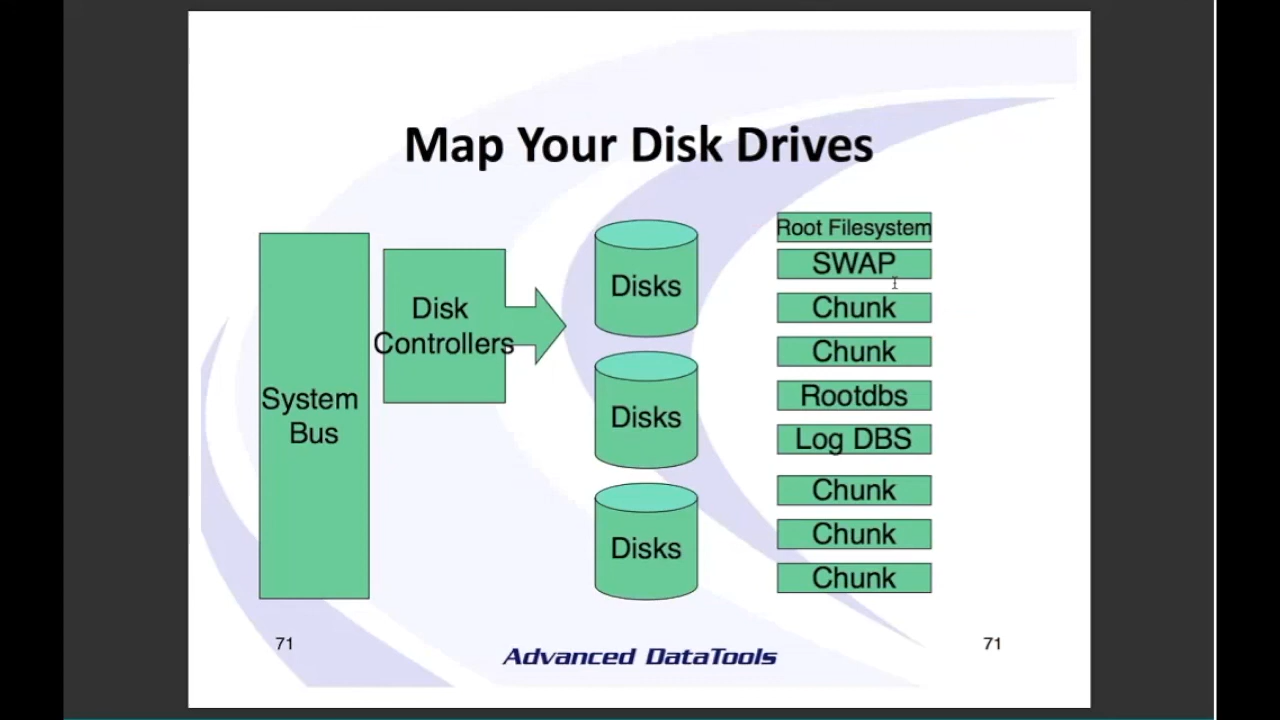 Map Your Disk Drives
System
Bus
Disk
Controllers
Disks
Disks
Disks
Root Filesystem
SWAP
Chunk
Chunk
Rootdbs
Log DBS
Chunk
Chunk
Chunk
71
Advanced DataTools
71